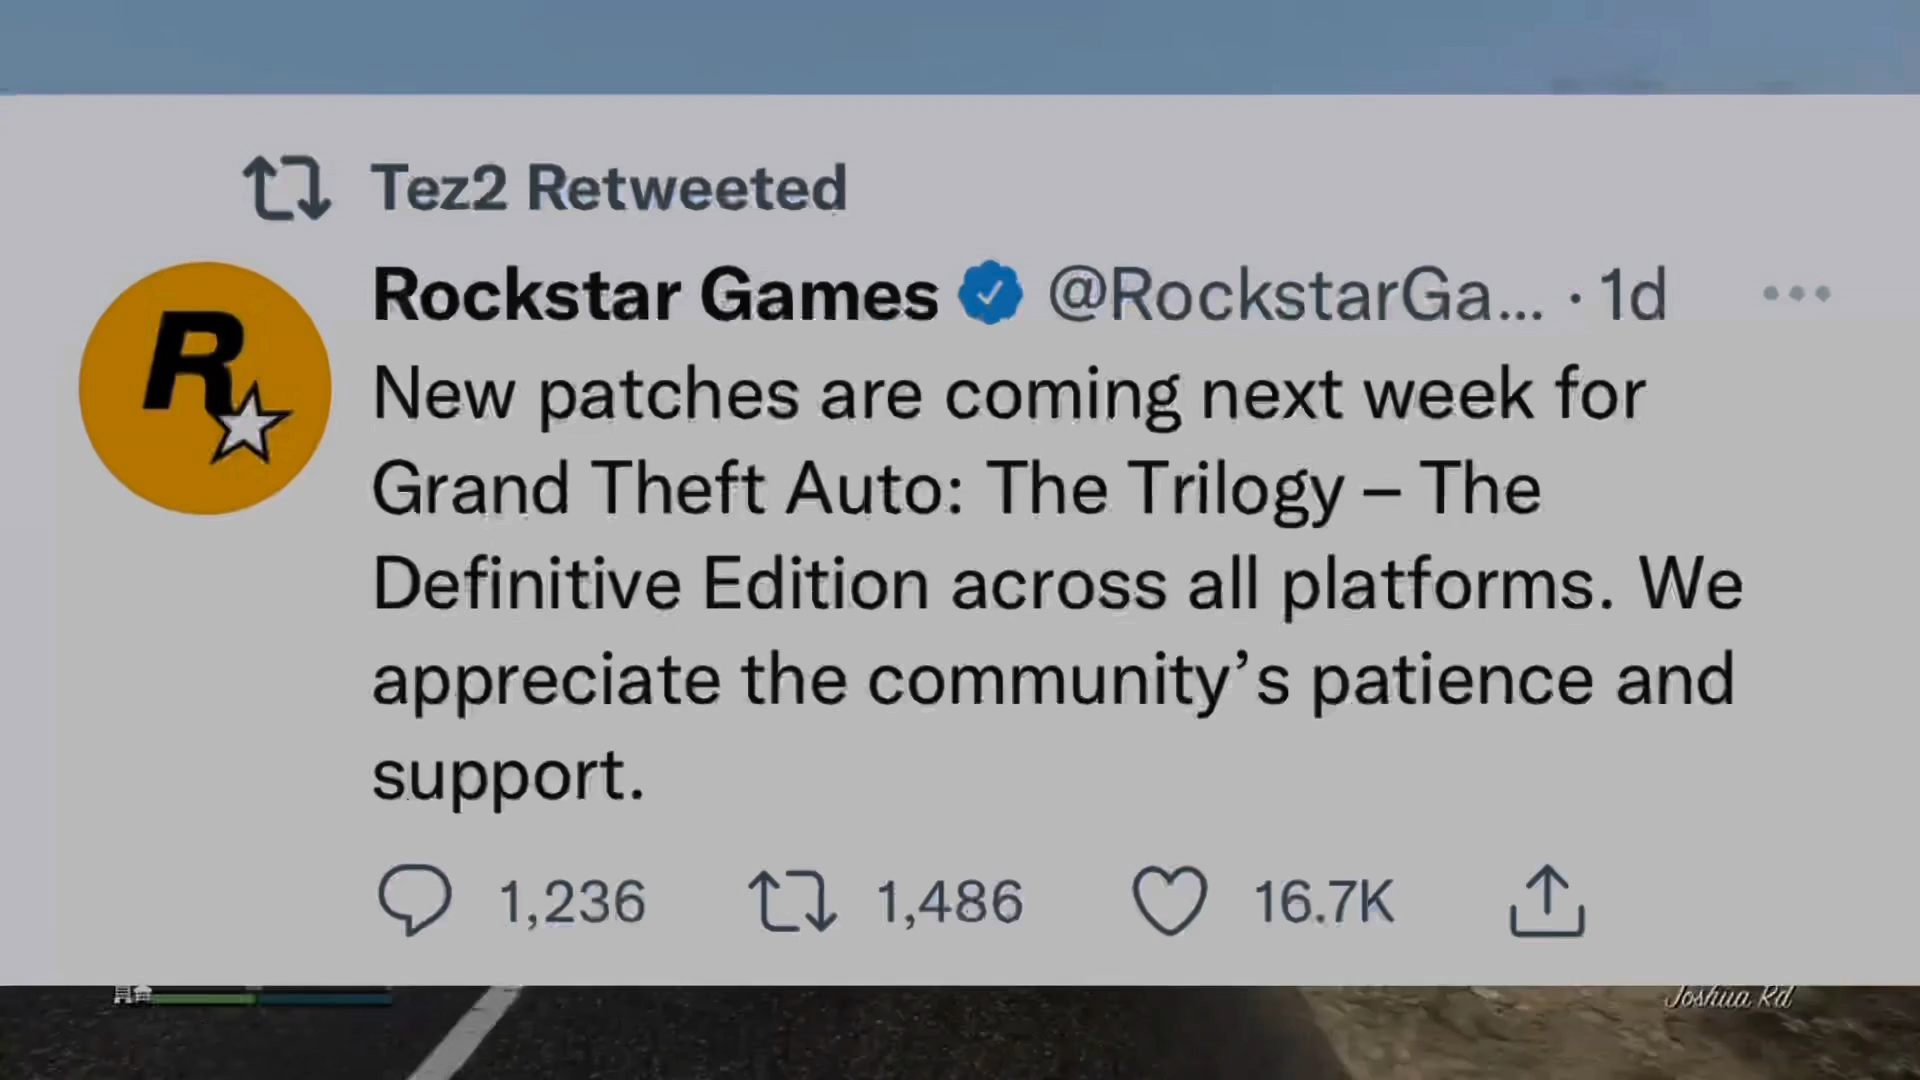 Tez2 Retweeted
Rockstar Games @RockstarGa... · 1d
R
New patches are coming next week for
Grand Theft Auto: The Trilogy – The
Definitive Edition across all platforms. We
appreciate the community’s patience and
support.
1,236 1,486 16.7K
Joshua Rd